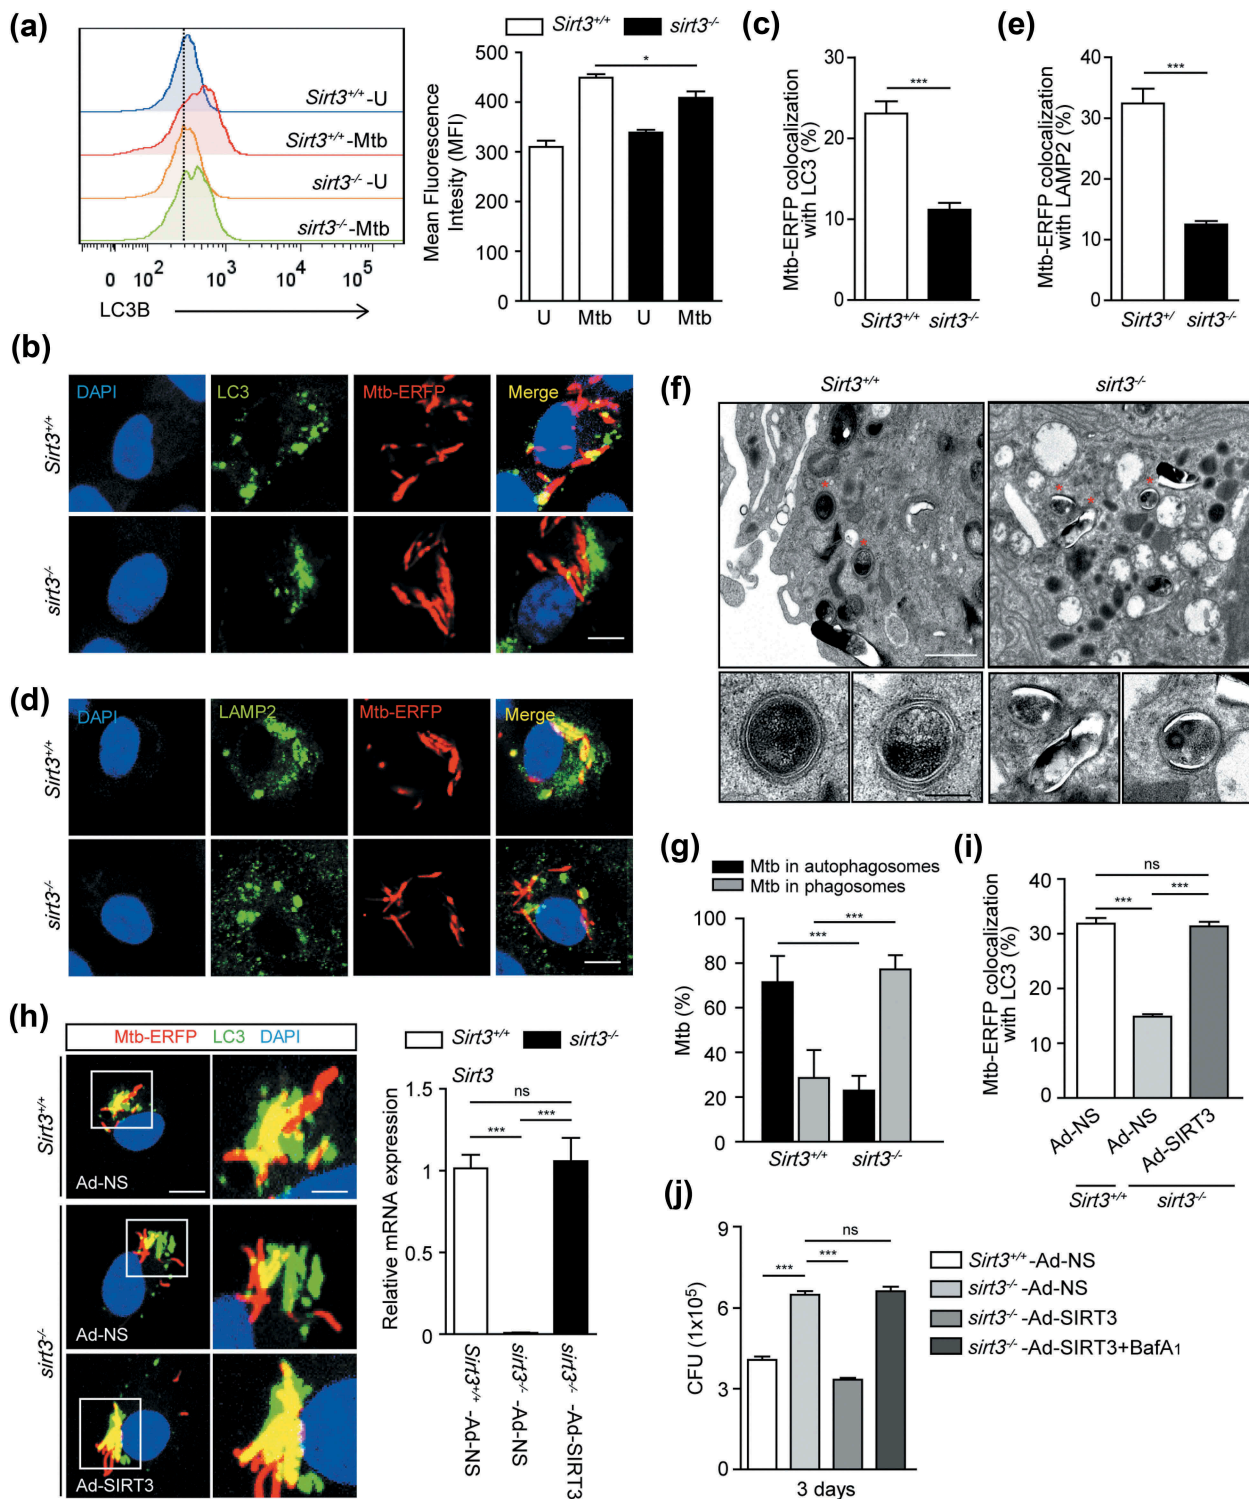 (a)
Sirt3+/+-U
Sirt3+/+-Mtb
sirt3-/--U
sirt3-/--Mtb
0 10² 10³ 10⁴ 10⁵
LC3B
Sirt3+/+ sirt3-/-
Mean Fluorescence
Intesity (MFI)
500
400
300
200
100
0
*
U Mtb U Mtb
(c)
Mtb-ERFP colocalization
with LC3 (%)
30
20
10
0
***
Sirt3+/+ sirt3-/-
(e)
Mtb-ERFP colocalization
with LAMP2 (%)
40
30
20
10
0
***
Sirt3+/ sirt3-/-
(b)
DAPI LC3 Mtb-ERFP Merge
Sirt3+/+
sirt3-/-
(d)
DAPI LAMP2 Mtb-ERFP Merge
Sirt3+/+
sirt3-/-
(f)
Sirt3+/+ sirt3-/-
* *
* * *
(g)
Mtb in autophagosomes
Mtb in phagosomes
Mtb (%)
100
80
60
40
20
0
***
***
Sirt3+/+ sirt3-/-
(i)
Mtb-ERFP colocalization
with LC3 (%)
40
30
20
10
0
ns
*** ***
Ad-NS
Ad-NS
Ad-SIRT3
Sirt3+/+ sirt3-/-
(h)
Mtb-ERFP LC3 DAPI
Sirt3+/+
Ad-NS
sirt3-/-
Ad-NS
Ad-SIRT3
Sirt3+/+ sirt3-/-
Sirt3
Relative mRNA expression
1.5
1
0.5
0
ns
*** ***
Sirt3+/+ -Ad-NS
sirt3-/- -Ad-NS
sirt3-/- -Ad-SIRT3
(j)
CFU (1x10⁵)
9
6
3
0
ns
*** ***
3 days
Sirt3+/+-Ad-NS
sirt3-/--Ad-NS
sirt3-/--Ad-SIRT3
sirt3-/--Ad-SIRT3+BafA₁